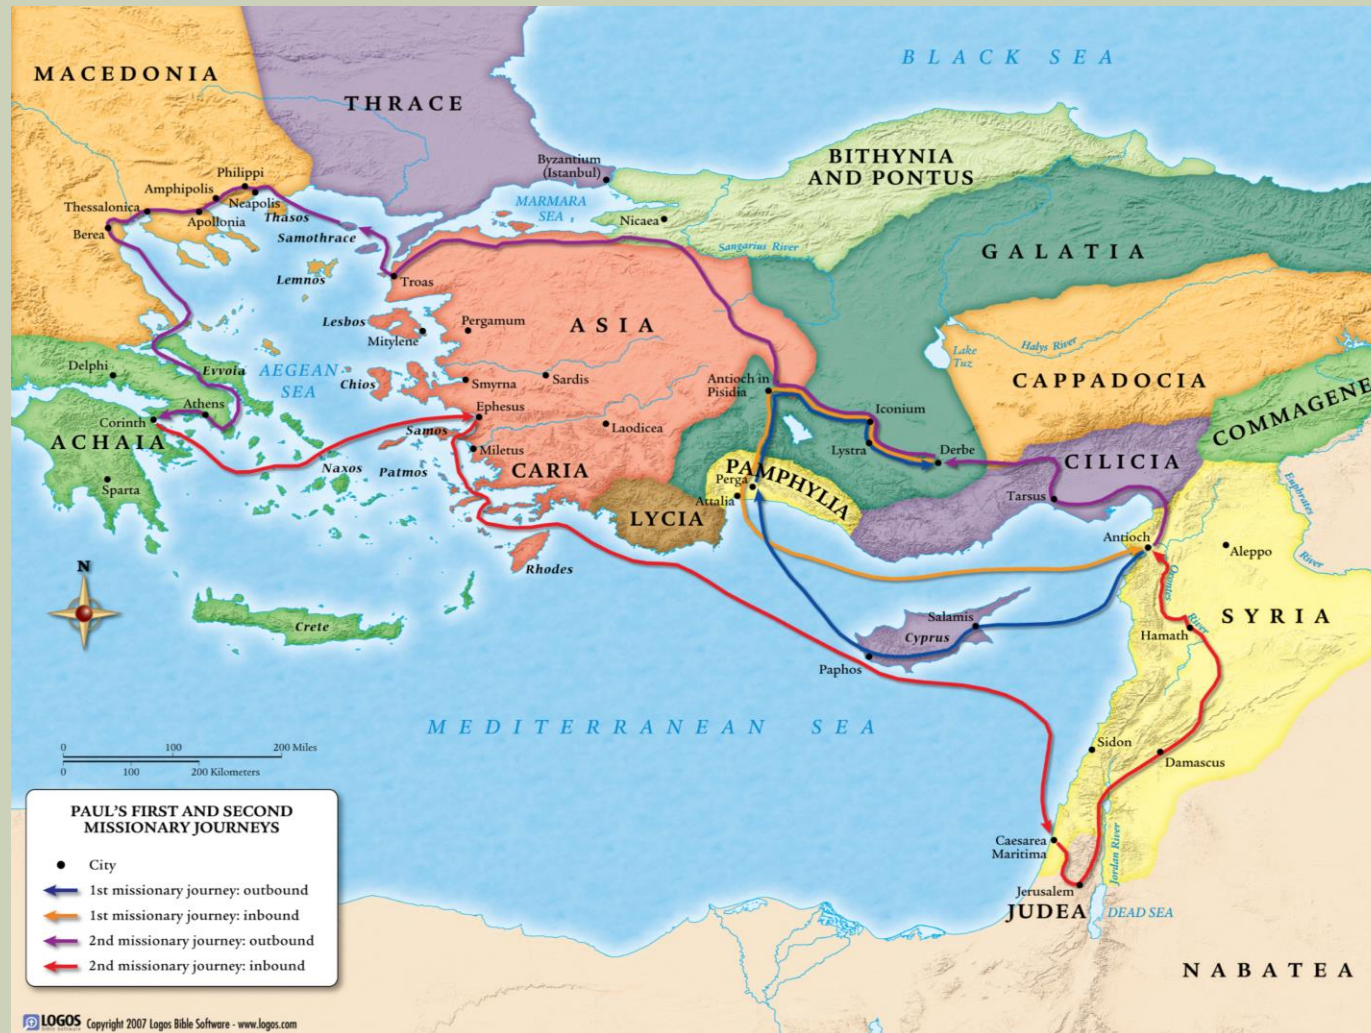 BLACK SEA
MACEDONIA
THRACE
Byzantium
(Istanbul)
BITHYNIA
AND PONTUS
Philippi
Amphipolis
Neapolis
Thessalonica
Apollonia
Thasos
Berea
Samothrace
MARMARA
SEA
Nicaea
Sangarius River
GALATIA
Lemnos
Troas
Lesbos
Mitylene
Pergamum
ASIA
Halys River
Lake
Tuz
Delphi
Evvoia
AEGEAN
SEA
Chios
Smyrna
Sardis
Antioch in
Pisidia
CAPPADOCIA
COMMAGENE
Athens
Corinth
ACHAIA
Ephesus
Samos
Laodicea
Iconium
Lystra
Derbe
Miletus
Naxos
Patmos
CARIA
Sparta
PAMPHYLIA
Perga
Attalia
LYCIA
CILICIA
Tarsus
Euphrates
River
Antioch
Aleppo
Orontes
River
Rhodes
N
Crete
Salamis
Cyprus
Paphos
SYRIA
Hamath
MEDITERRANEAN SEA
Sidon
Damascus
0 100 200 Miles
0 100 200 Kilometers
PAUL'S FIRST AND SECOND
MISSIONARY JOURNEYS
City
1st missionary journey: outbound
1st missionary journey: inbound
2nd missionary journey: outbound
2nd missionary journey: inbound
Caesarea
Maritima
Jordan River
Jerusalem
JUDEA
DEAD SEA
NABATEA
LOGOS Copyright 2007 Logos Bible Software - www.logos.com